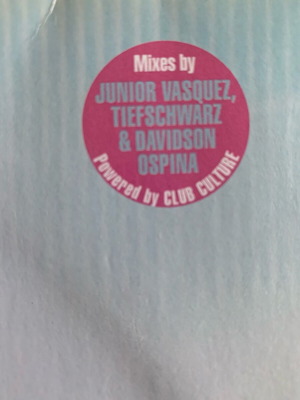 Mixes by
JUNIOR VASQUEZ,
TIEFSCHWARZ
& DAVIDSON
OSPINA
Powered by CLUB CULTURE